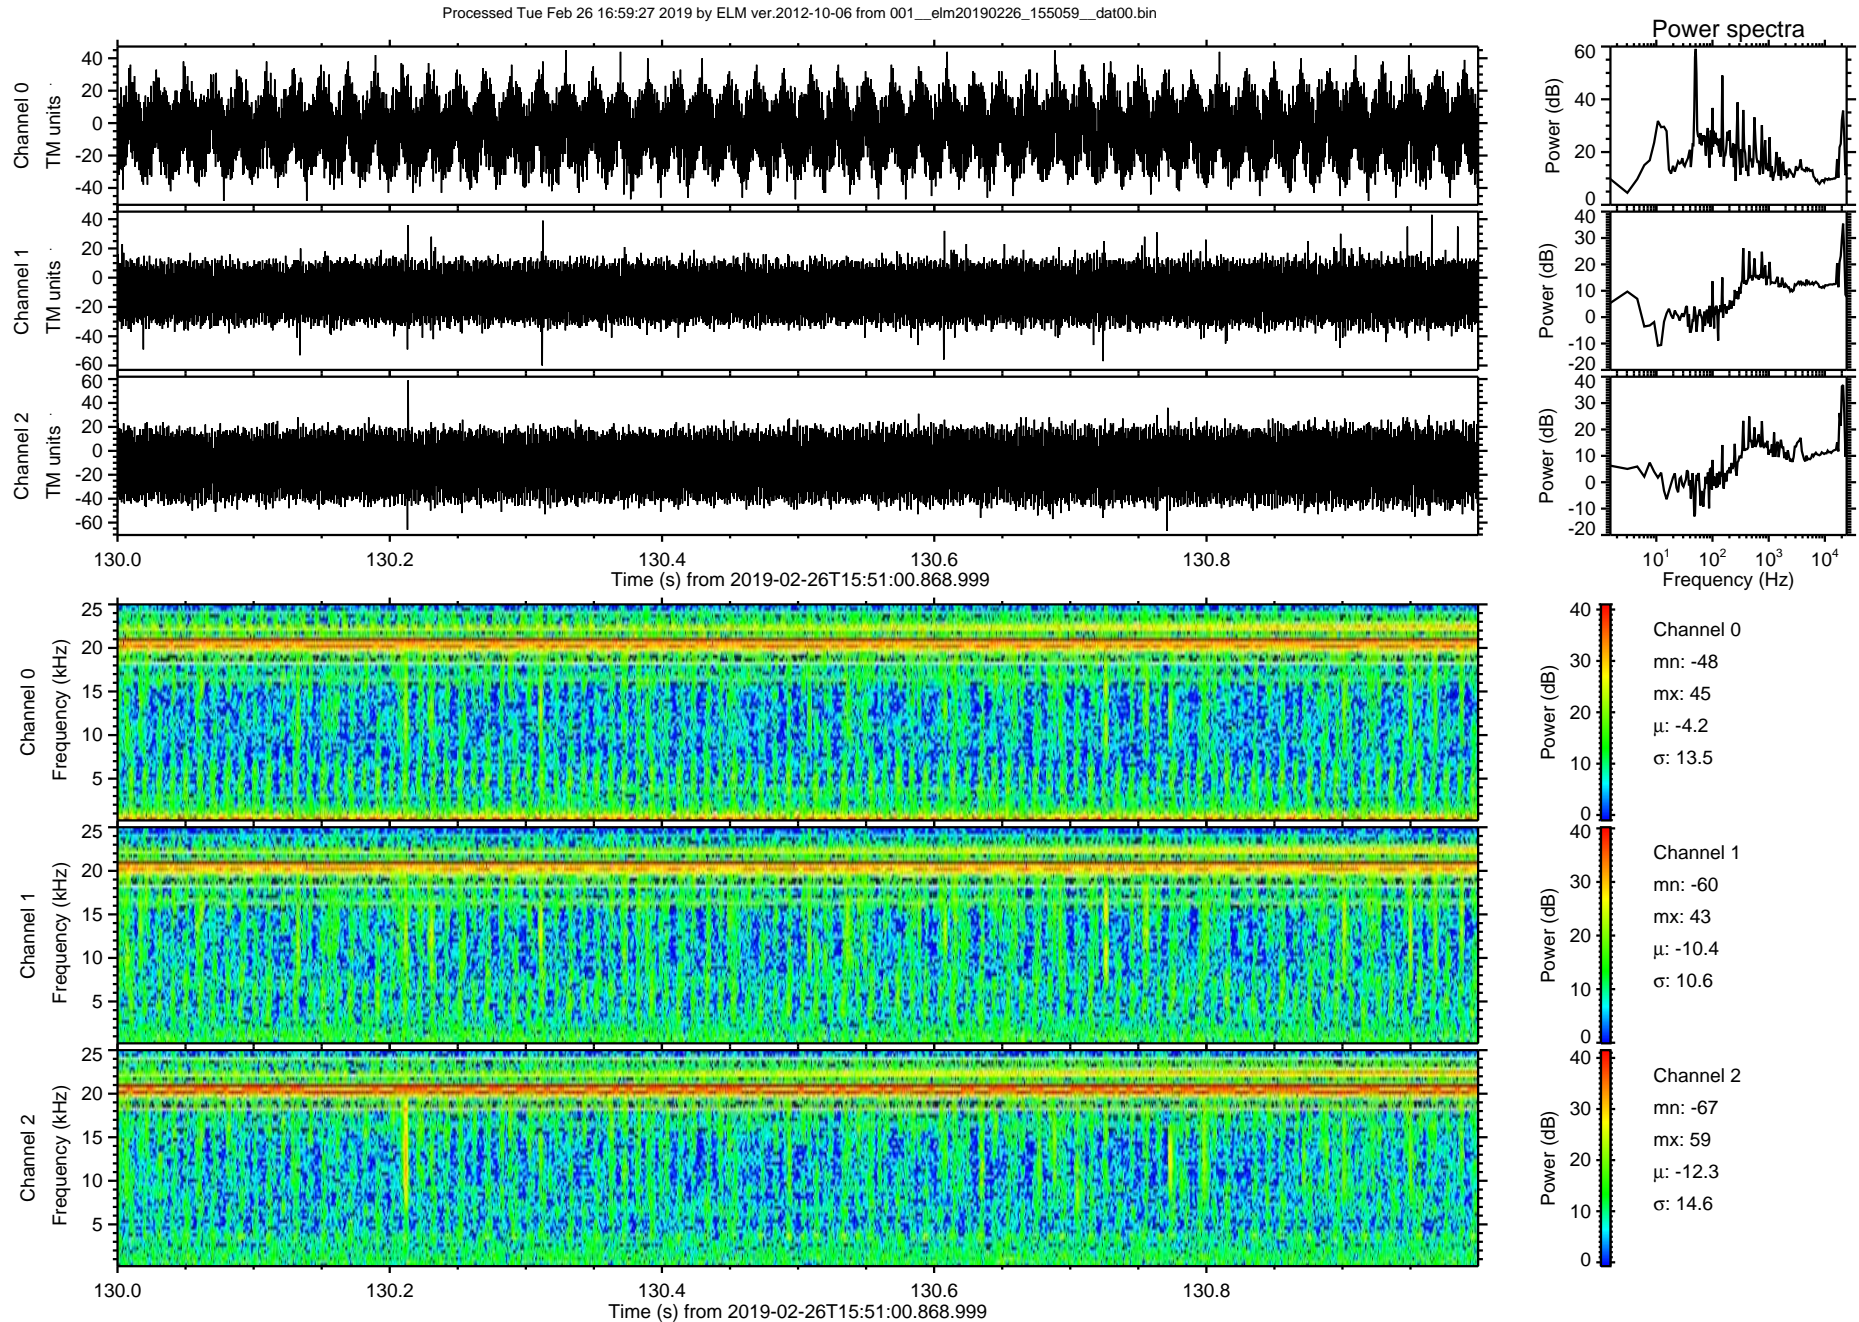 Processed Tue Feb 26 16:59:27 2019 by ELM ver.2012-10-06 from 001__elm20190226_155059__dat00.bin
Power spectra
Channel 0
TM units
40
20
0
-20
-40
Power (dB)
60
40
20
0
Channel 1
TM units
40
20
0
-20
-40
-60
Power (dB)
40
30
20
10
0
-10
-20
Channel 2
TM units
60
40
20
0
-20
-40
-60
Power (dB)
40
30
20
10
0
-10
-20
130.0 130.2 130.4 130.6 130.8
Time (s) from 2019-02-26T15:51:00.868.999
10^1 10^2 10^3 10^4
Frequency (Hz)
Channel 0
Frequency (kHz)
25
20
15
10
5
Power (dB)
40
30
20
10
0
Channel 0
mn: -48
mx: 45
μ: -4.2
σ: 13.5
Channel 1
Frequency (kHz)
25
20
15
10
5
Power (dB)
40
30
20
10
0
Channel 1
mn: -60
mx: 43
μ: -10.4
σ: 10.6
Channel 2
Frequency (kHz)
25
20
15
10
5
Power (dB)
40
30
20
10
0
Channel 2
mn: -67
mx: 59
μ: -12.3
σ: 14.6
130.0 130.2 130.4 130.6 130.8
Time (s) from 2019-02-26T15:51:00.868.999